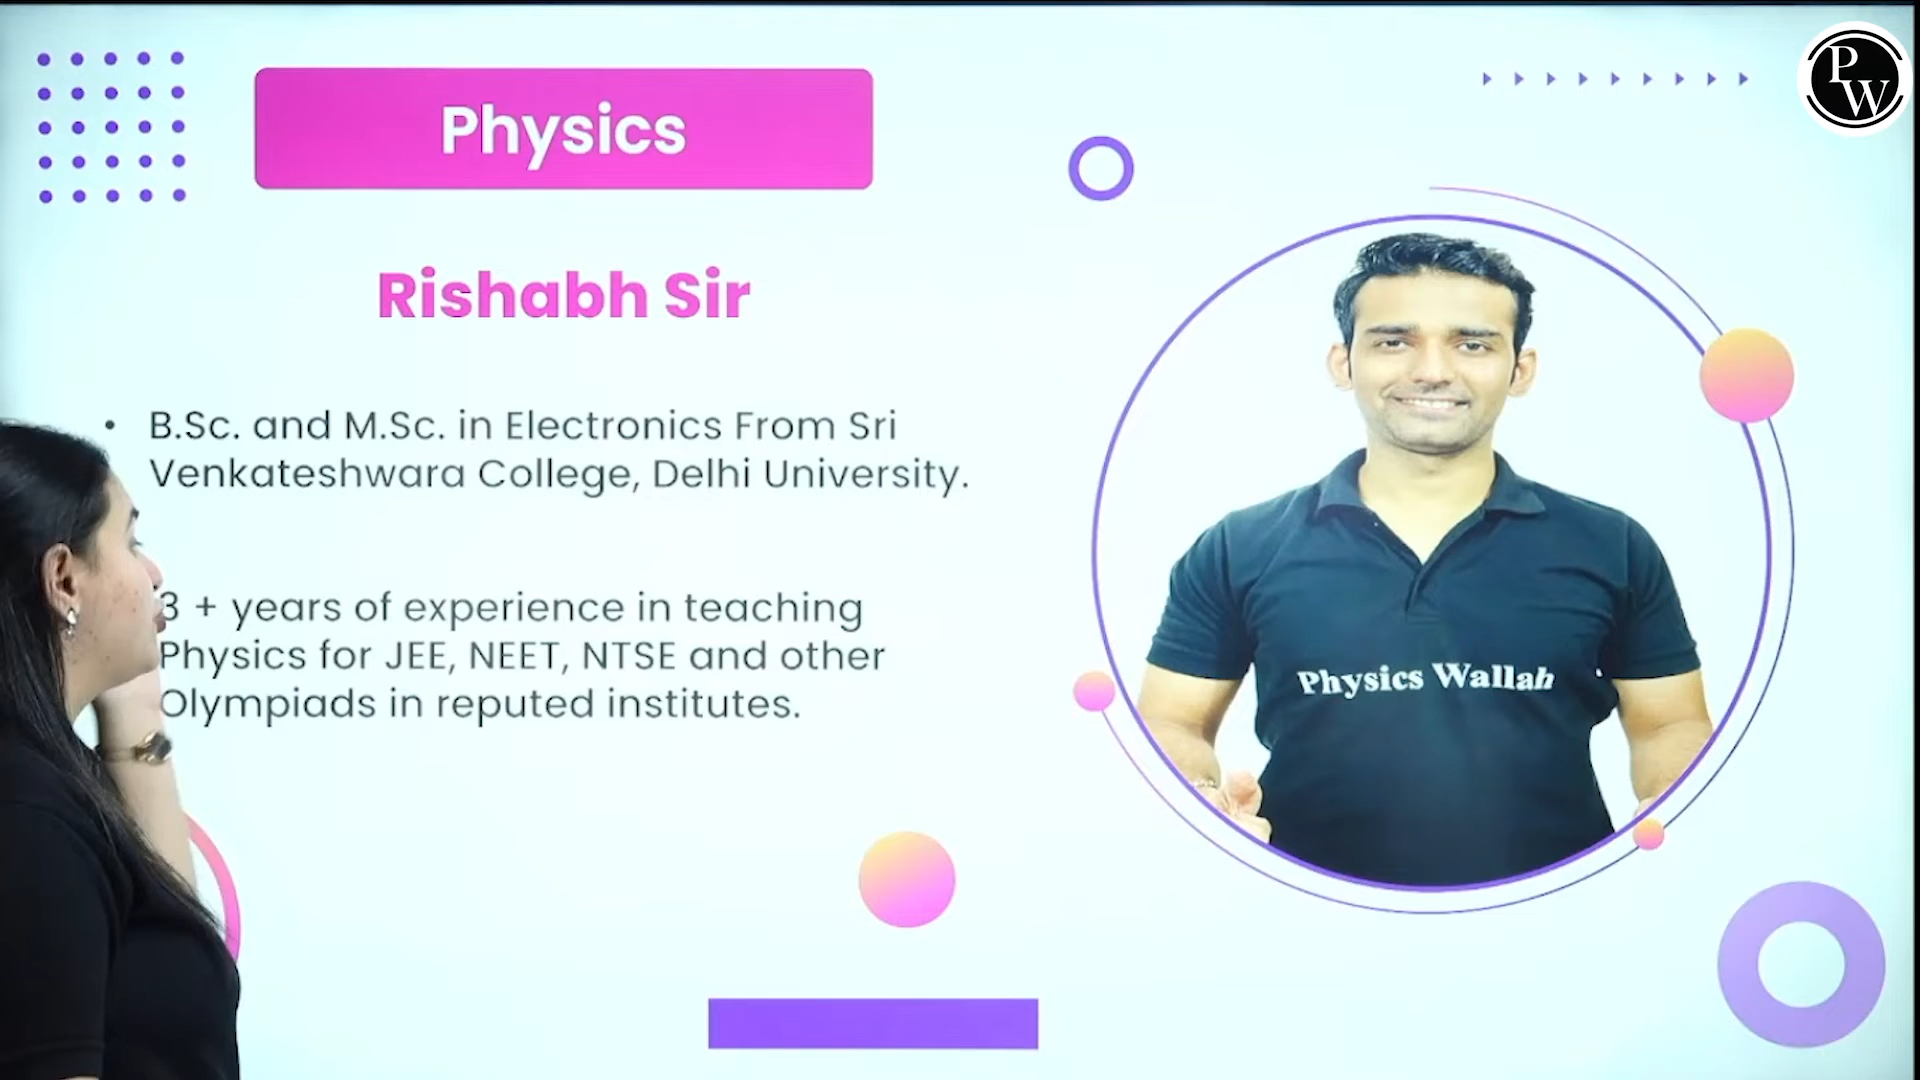 PW
Physics
Rishabh Sir
• B.Sc. and M.Sc. in Electronics From Sri
Venkateshwara College, Delhi University.
3 + years of experience in teaching
Physics for JEE, NEET, NTSE and other
Olympiads in reputed institutes.
Physics Wallah